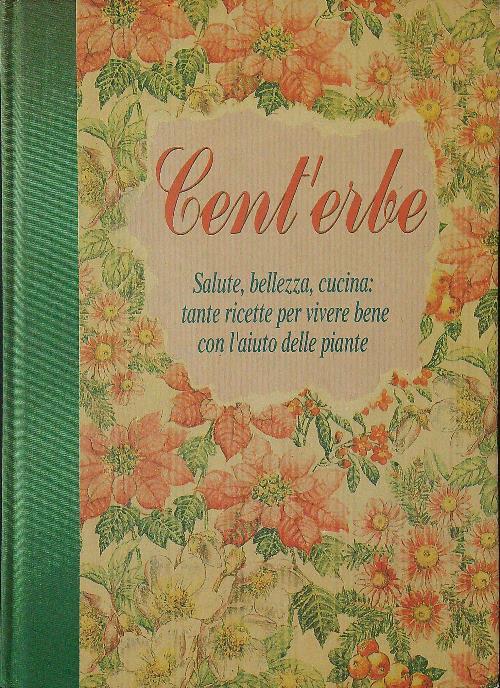 Cent'erbe
Salute, bellezza, cucina:
tante ricette per vivere bene
con l'aiuto delle piante